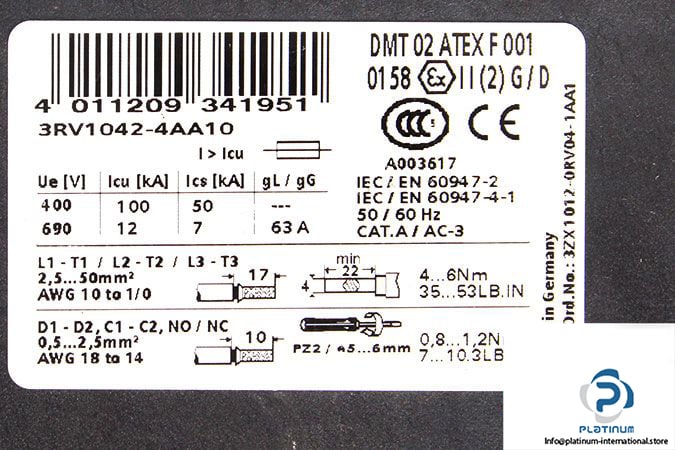 4 011209 341951
3RV1042-4AA10
I > Icu
DMT 02 ATEX F 001
0158 Ex II (2) G / D
CCC S CE
A003617
IEC / EN 60947-2
IEC / EN 60947-4-1
50 / 60 Hz
CAT.A / AC-3
Ue [V] Icu [kA] Ics [kA] gL / gG
400 100 50 ---
690 12 7 63 A
L1 - T1 / L2 - T2 / L3 - T3
2,5...50mm²
AWG 10 to 1/0
17
min
22
4
4...6Nm
35...53LB.IN
D1 - D2, C1 - C2, NO / NC
0,5...2,5mm²
AWG 18 to 14
10
PZ2 / ø5...6mm
0,8...1,2N
7...10.3LB
in Germany
Ord.No.: 3ZX1012-0RV04-1AA1
PLATINUM
info@platinum-international.store